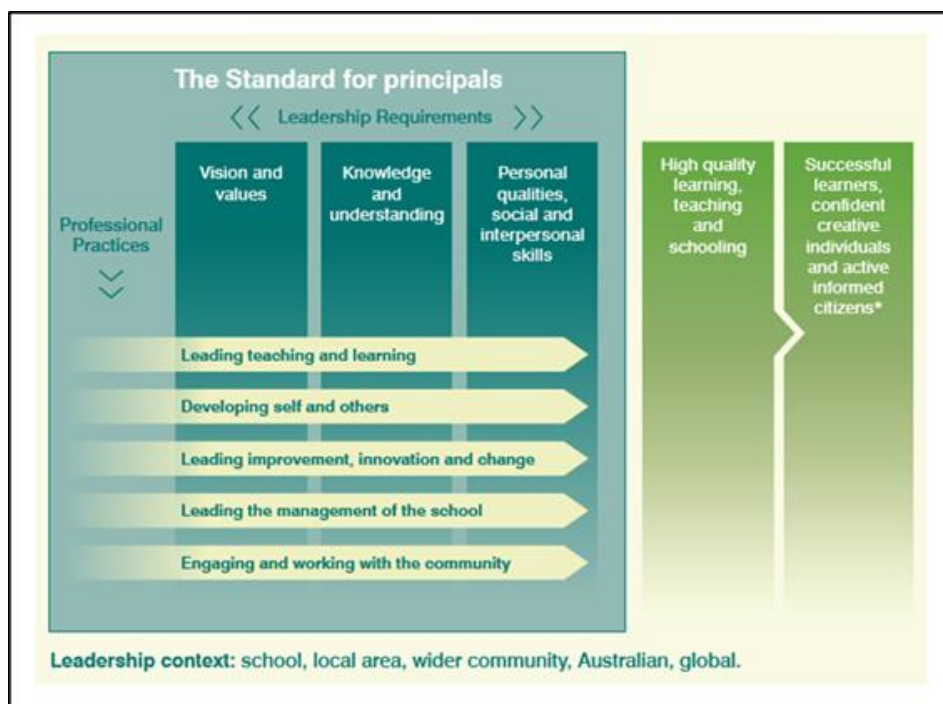 The Standard for principals
Leadership Requirements
Professional
Practices
Vision and
values
Knowledge
and
understanding
Personal
qualities,
social and
interpersonal
skills
High quality
learning,
teaching
and
schooling
Successful
learners,
confident
creative
individuals
and active
informed
citizens*
Leading teaching and learning
Developing self and others
Leading improvement, innovation and change
Leading the management of the school
Engaging and working with the community
Leadership context: school, local area, wider community, Australian, global.